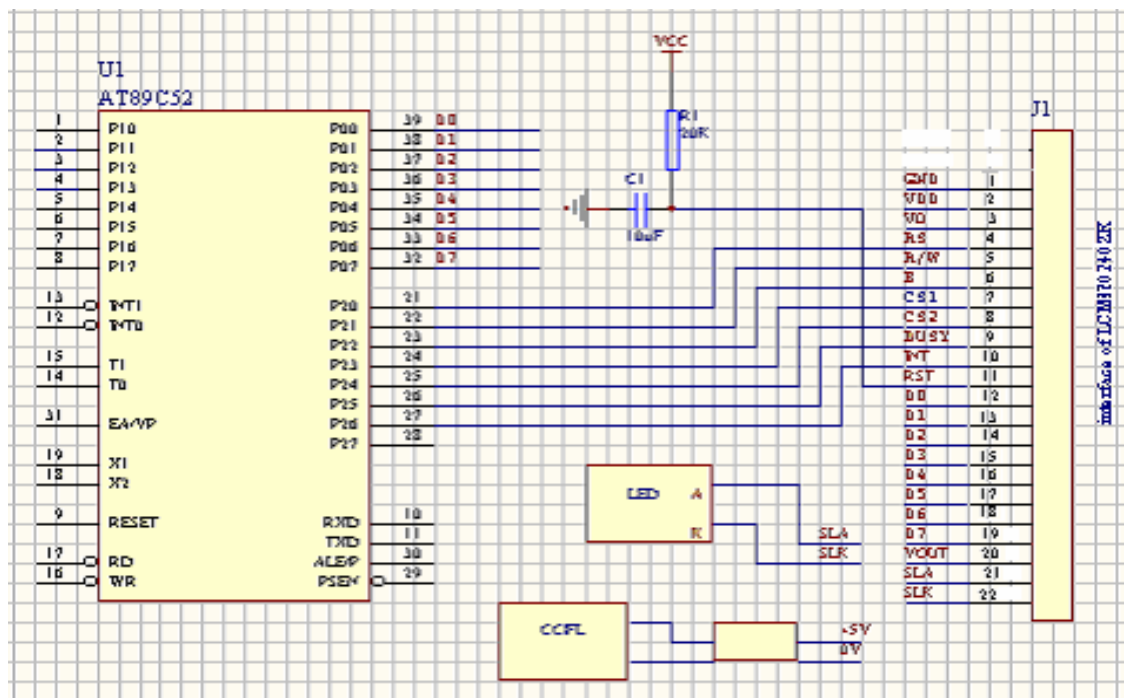 VCC
U1
AT89C52
R1
20K
C1
10uF
J1
1 P10 P00 39 D0
2 P11 P01 38 D1
3 P12 P02 37 D2
4 P13 P03 36 D3
5 P14 P04 35 D4
6 P15 P05 34 D5
7 P16 P06 33 D6
8 P17 P07 32 D7
13 INT1 P20 21
12 INT0 P21 22
P22 23
15 T1 P23 24
14 T0 P24 25
P25 26
31 EA/VP P26 27
P27 28
19 X1
18 X2
9 RESET RXD 10
TXD 11
17 RD ALE/P 30
16 WR PSEN 29
GND 1
VDD 2
VO 3
RS 4
R/W 5
E 6
CS1 7
CS2 8
BUSY 9
INT 10
RST 11
D0 12
D1 13
D2 14
D3 15
D4 16
D5 17
D6 18
D7 19
VOUT 20
SLA 21
SLK 22
interface of
LED A
K
SLA
SLK
CCFL
+5V
0V